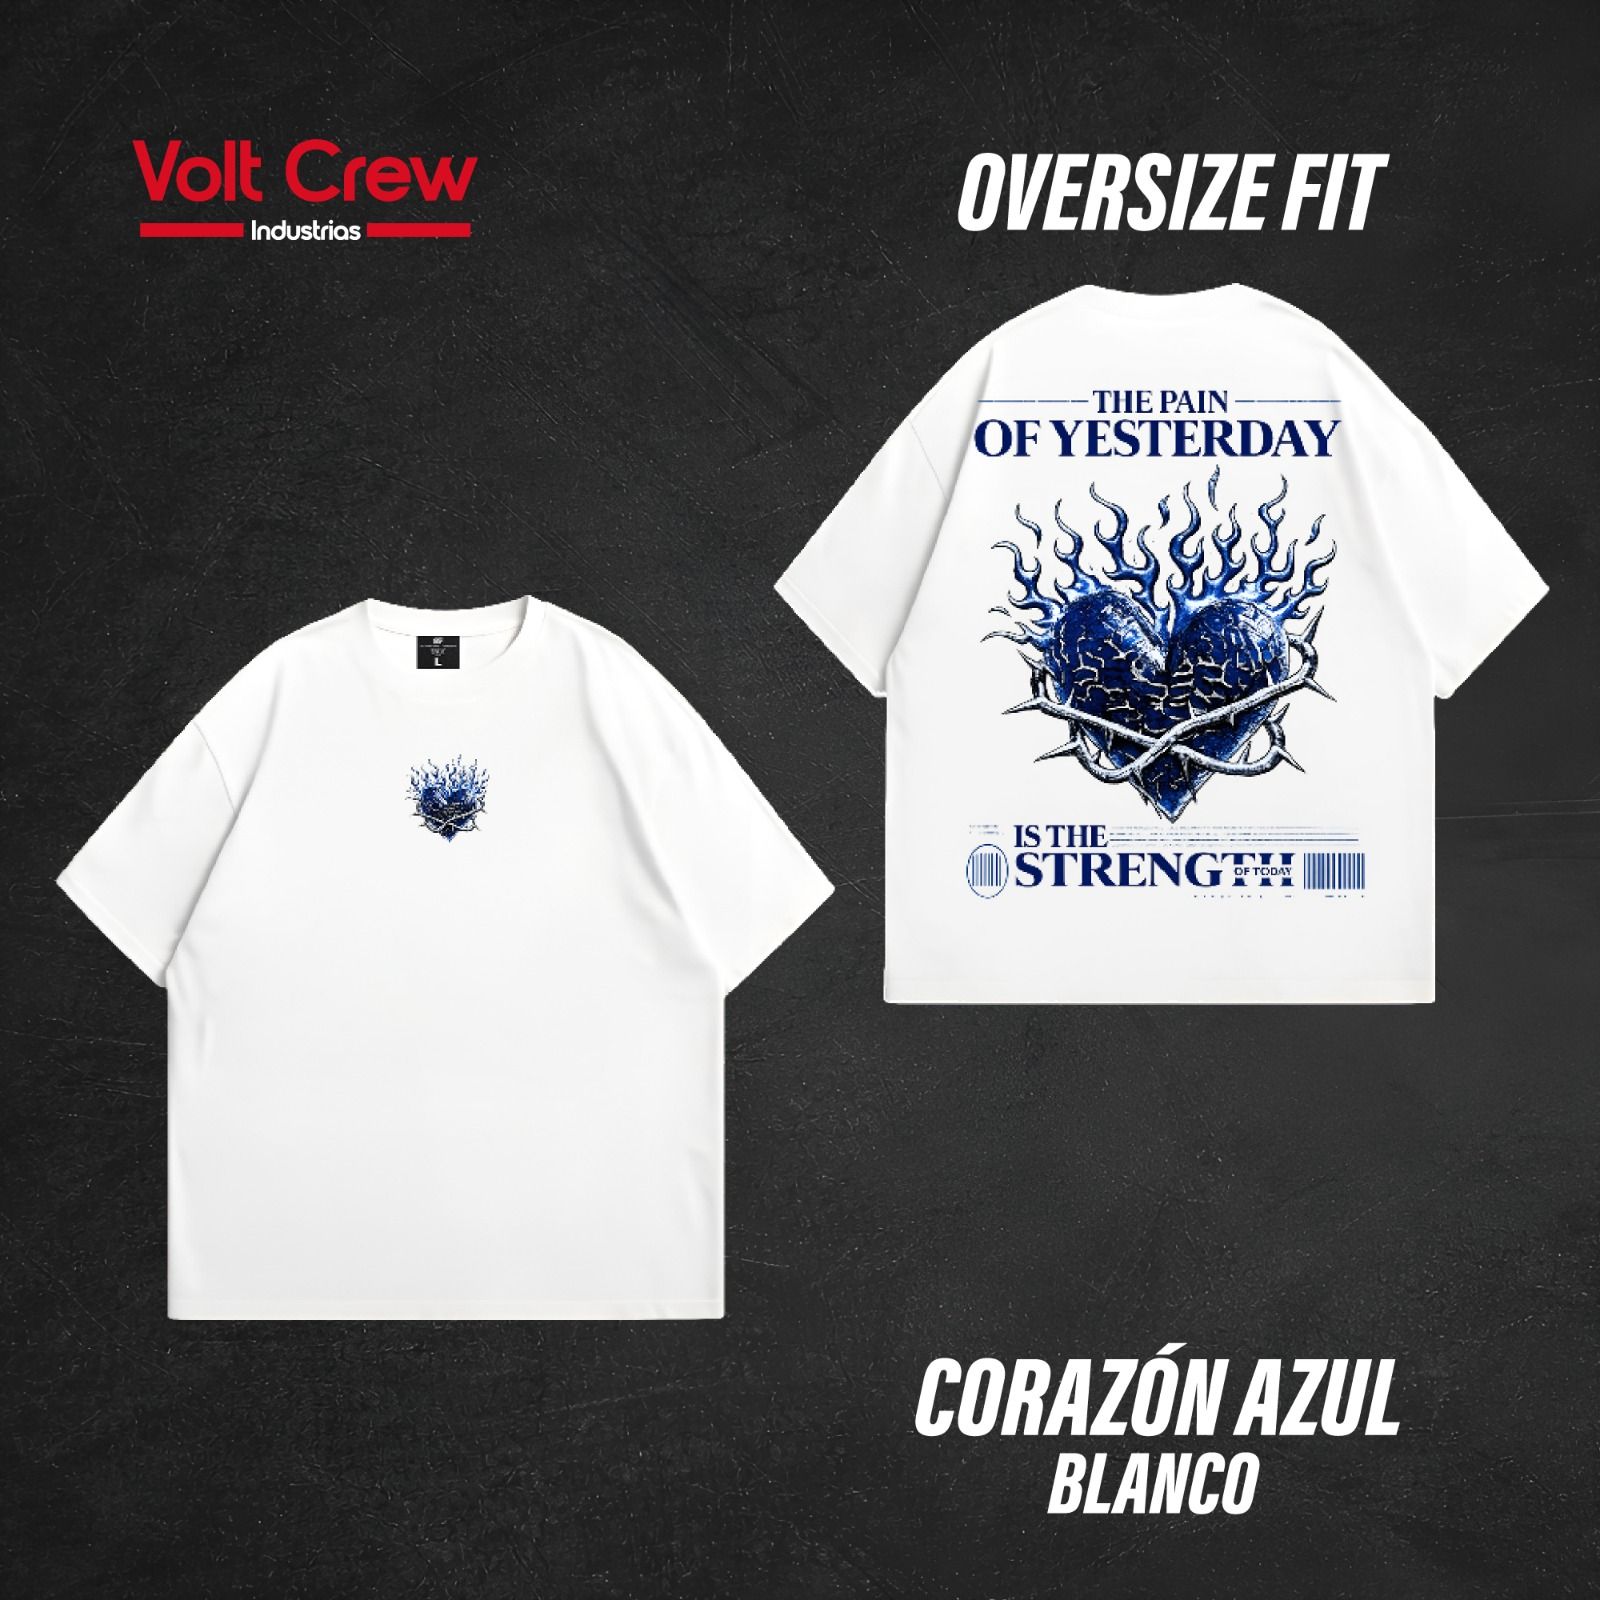 Volt Crew
Industrias
OVERSIZE FIT
THE PAIN
OF YESTERDAY
IS THE
STRENGTH
OF TODAY
L
CORAZÓN AZUL
BLANCO